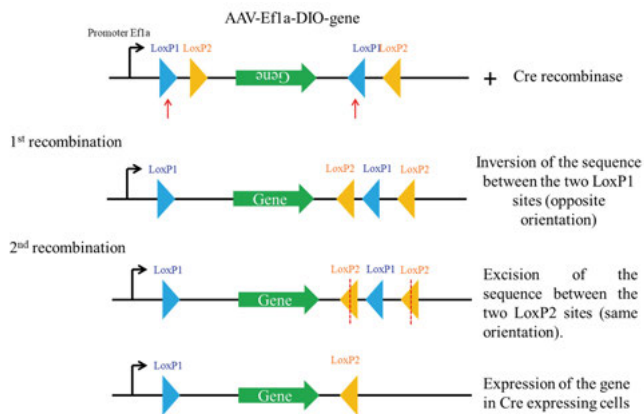 AAV-Ef1a-DIO-gene
Promoter Ef1a
LoxP1 LoxP2 LoxP1 LoxP2
Gene
+ Cre recombinase
1st recombination
LoxP1 LoxP2 LoxP1 LoxP2
Gene
Inversion of the sequence
between the two LoxP1
sites (opposite
orientation)
2nd recombination
LoxP1 LoxP2 LoxP1 LoxP2
Gene
Excision of the
sequence between the
two LoxP2 sites (same
orientation).
LoxP1 LoxP2
Gene
Expression of the gene
in Cre expressing cells